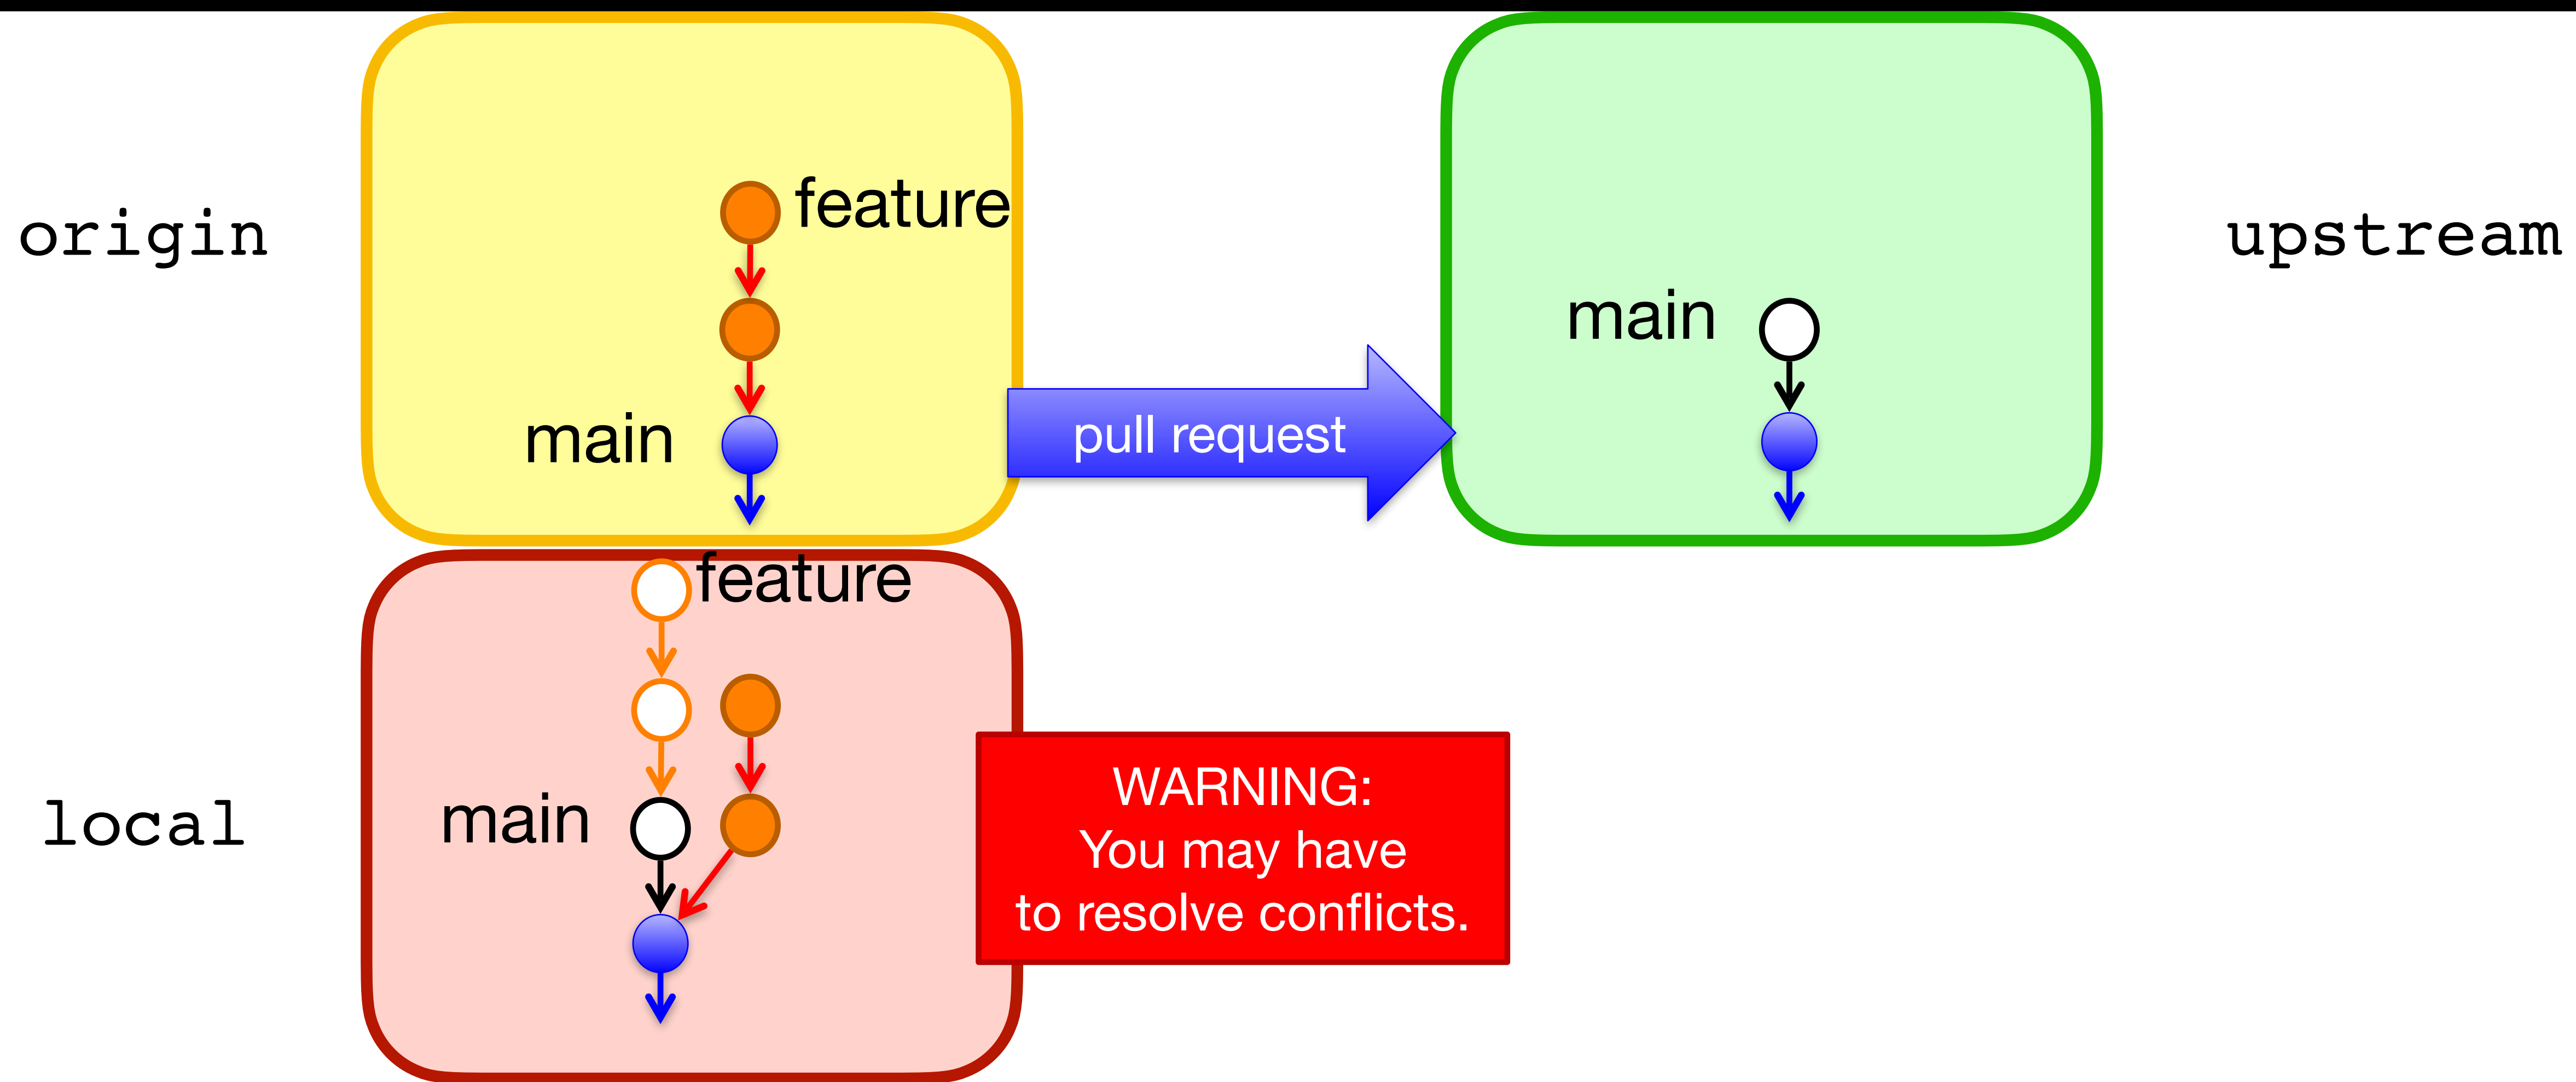 feature
origin
upstream
main
main
pull request
feature
WARNING:
You may have
to resolve conflicts.
main
local